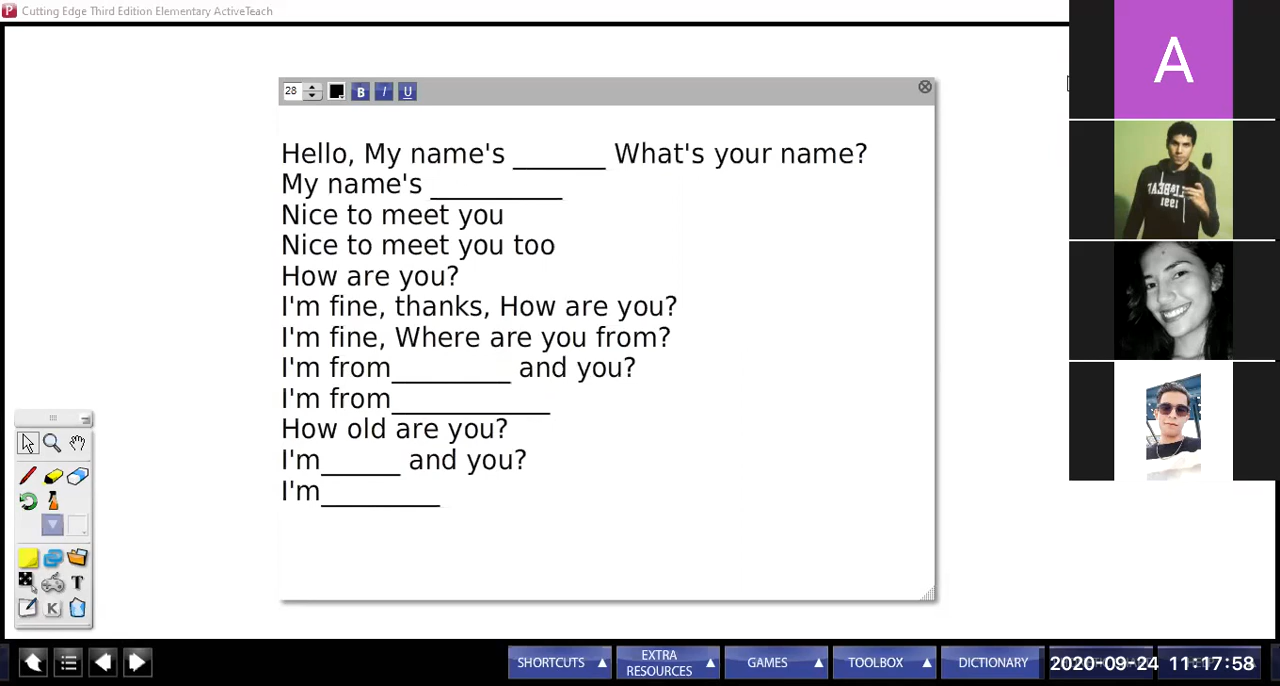 Cutting Edge Third Edition Elementary ActiveTeach
28 B I U
Hello, My name's _______ What's your name?
My name's __________
Nice to meet you
Nice to meet you too
How are you?
I'm fine, thanks, How are you?
I'm fine, Where are you from?
I'm from_________ and you?
I'm from____________
How old are you?
I'm______ and you?
I'm_________
A
1991
T
K
SHORTCUTS
EXTRA
RESOURCES
GAMES
TOOLBOX
DICTIONARY
2020-09-24 11:17:58